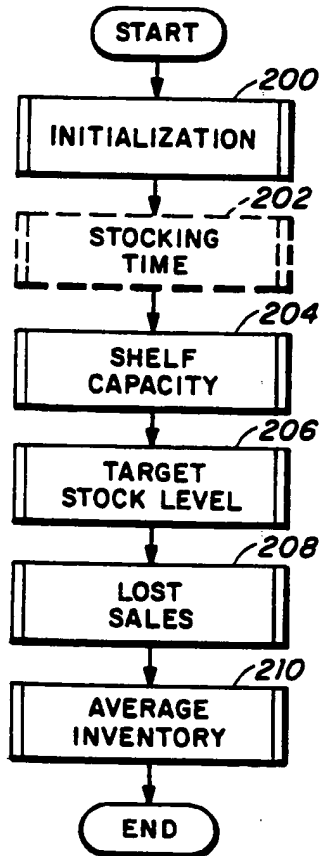 START
200
INITIALIZATION
202
STOCKING
TIME
204
SHELF
CAPACITY
206
TARGET
STOCK LEVEL
208
LOST
SALES
210
AVERAGE
INVENTORY
END